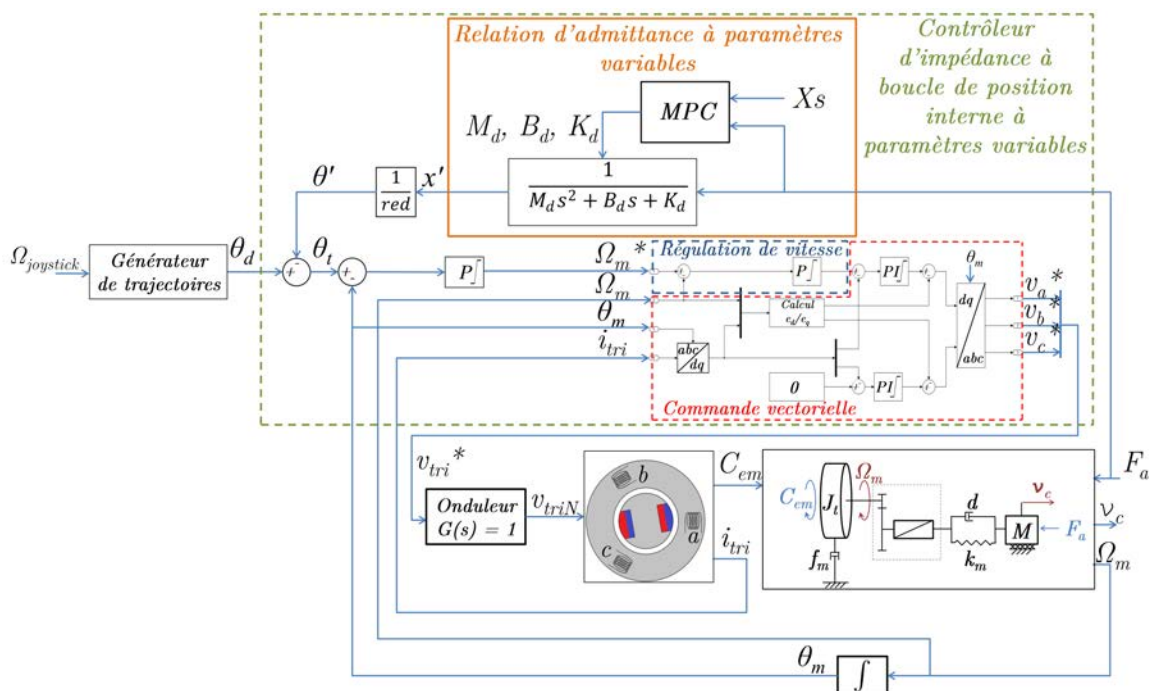 Relation d'admittance à paramètres
variables
Contrôleur
d'impédance à
boucle de position
interne à
paramètres variables
MPC
Xs
M_d, B_d, K_d
1
M_d s² + B_d s + K_d
θ'
1
red
x'
Ω_joystick
Générateur
de trajectoires
θ_d
+
-
θ_t
+
-
P
Ω_m*
Ω_m
θ_m
i_tri
Régulation de vitesse
P
PI
Calcul
e_d/e_q
abc
dq
0
PI
θ_m
dq
abc
v_a*
v_b*
v_c*
Commande vectorielle
v_tri*
Onduleur
G(s) = 1
v_triN
b
a
c
C_em
i_tri
C_em
J_t
Ω_m
f_m
d
k_m
M
ν_c
F_a
F_a
ν_c
Ω_m
θ_m
∫